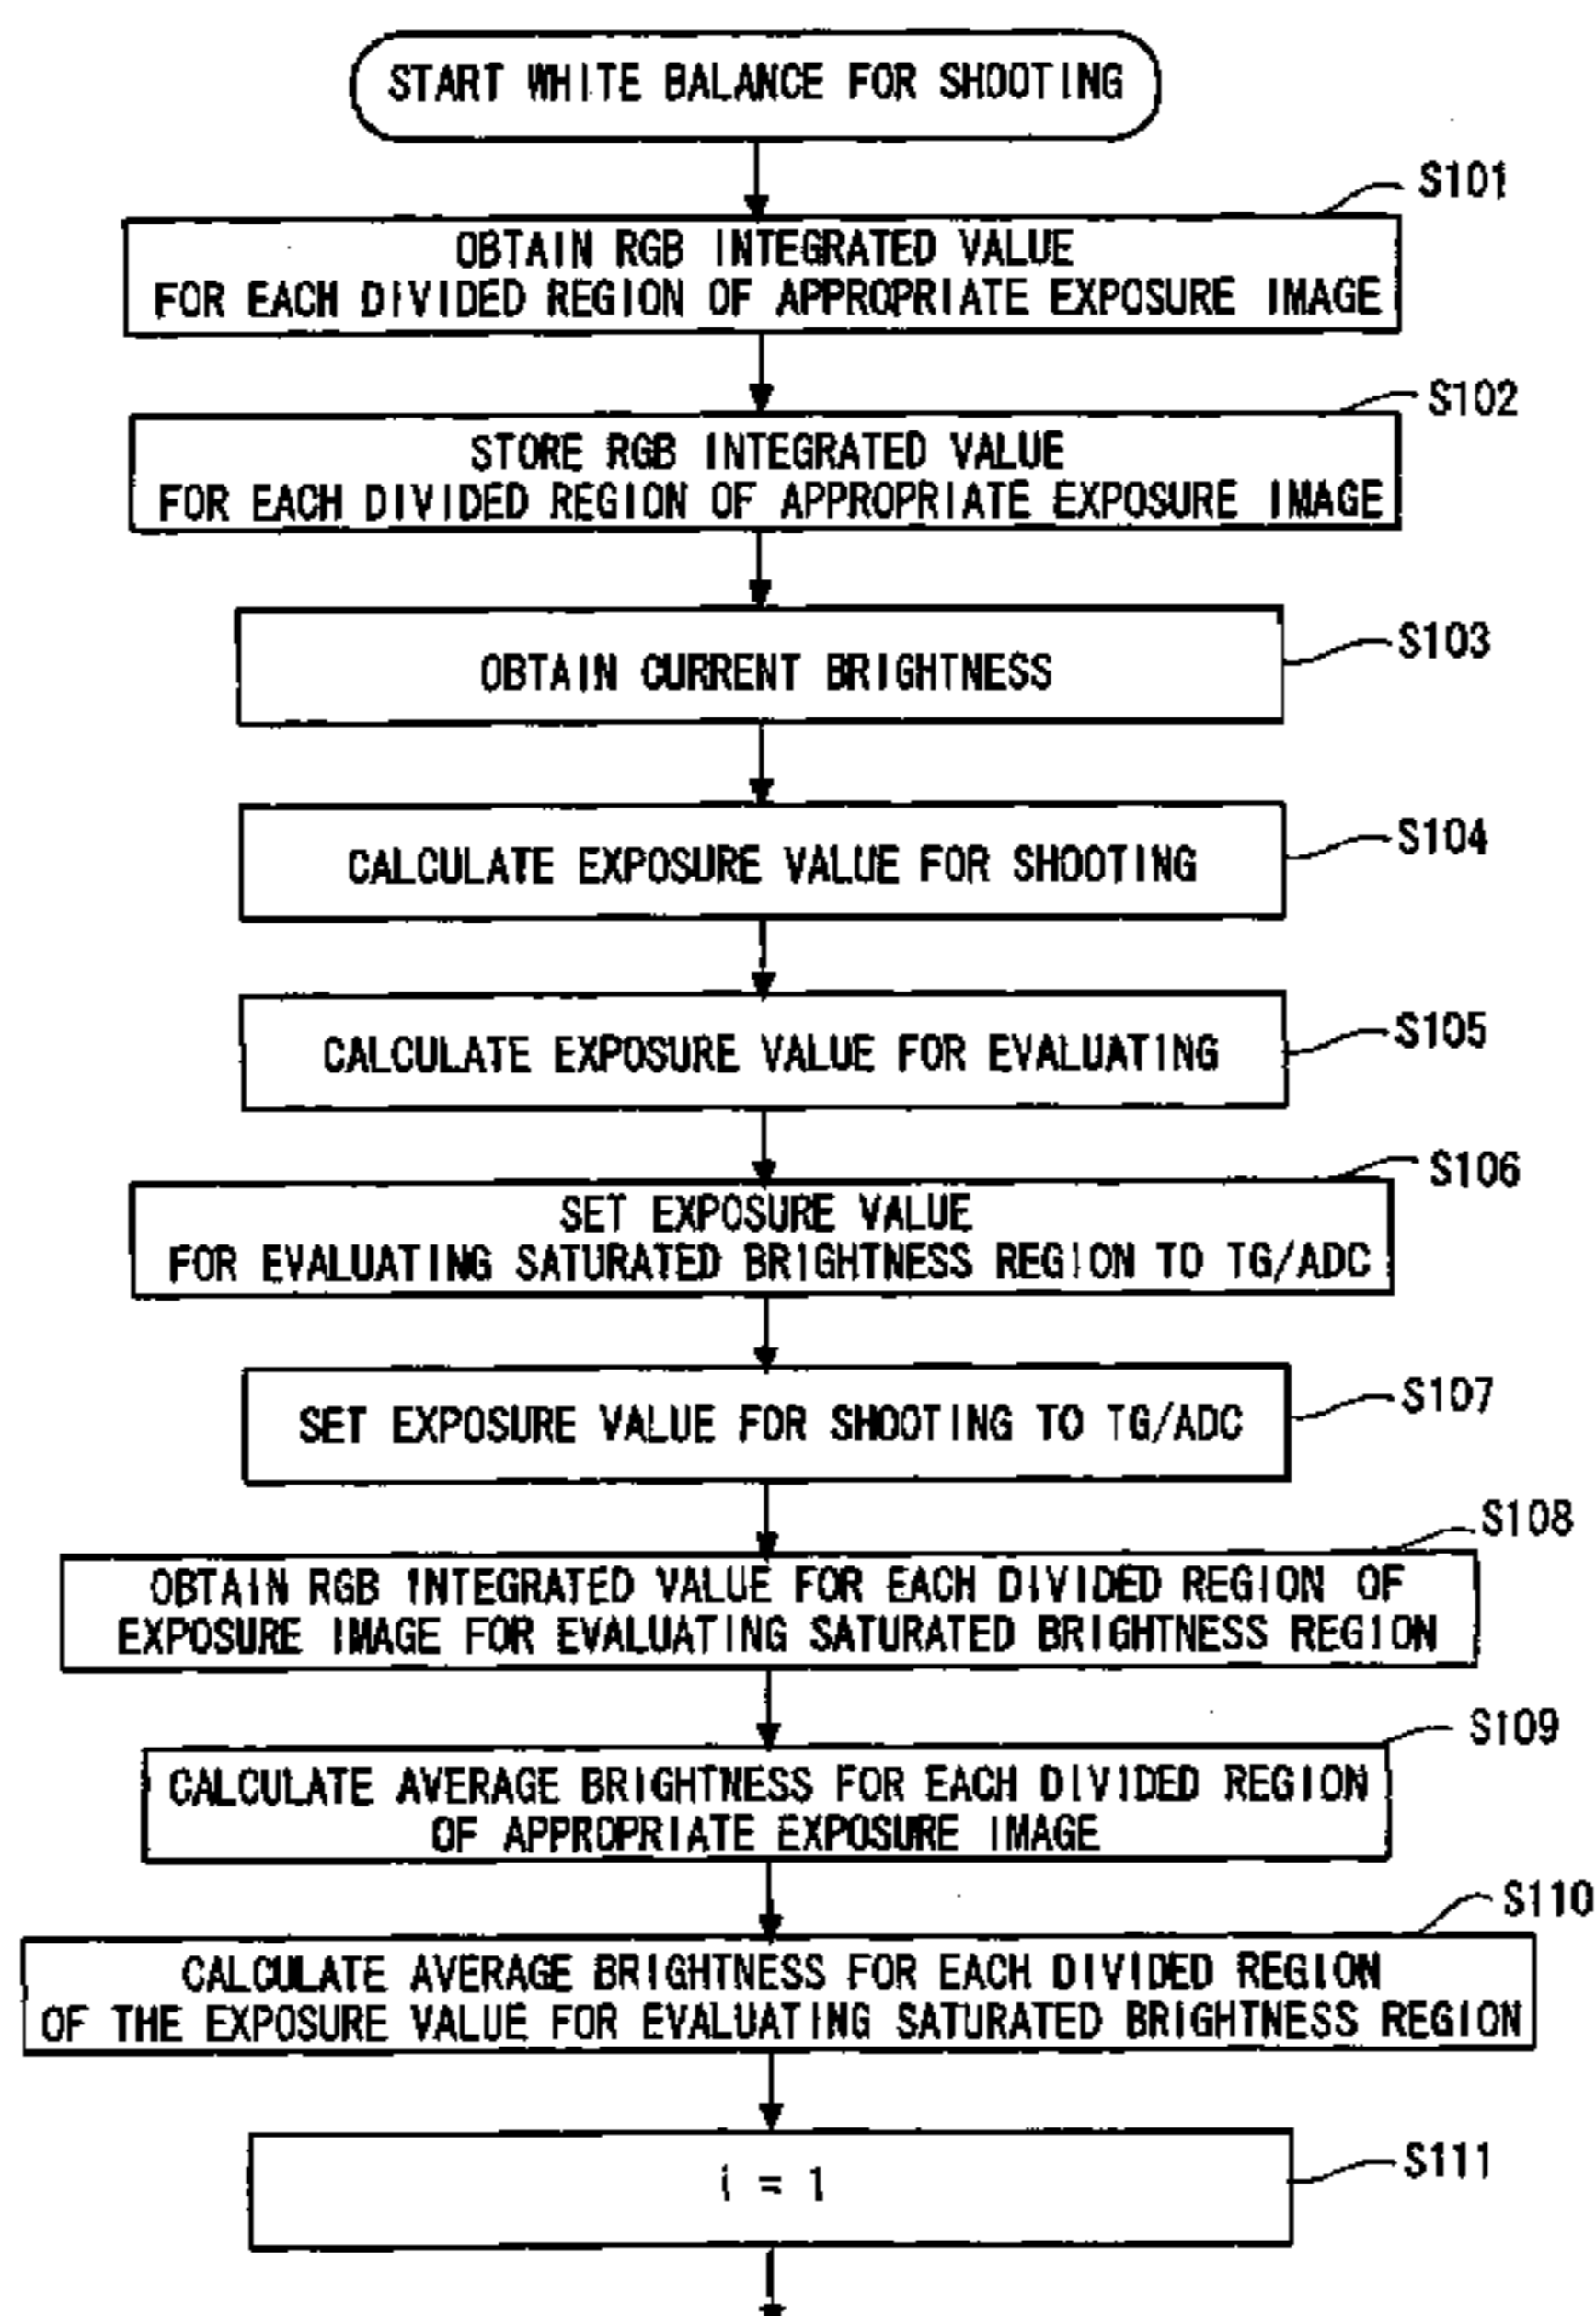 START WHITE BALANCE FOR SHOOTING
S101
OBTAIN RGB INTEGRATED VALUE
FOR EACH DIVIDED REGION OF APPROPRIATE EXPOSURE IMAGE
S102
STORE RGB INTEGRATED VALUE
FOR EACH DIVIDED REGION OF APPROPRIATE EXPOSURE IMAGE
S103
OBTAIN CURRENT BRIGHTNESS
S104
CALCULATE EXPOSURE VALUE FOR SHOOTING
S105
CALCULATE EXPOSURE VALUE FOR EVALUATING
S106
SET EXPOSURE VALUE
FOR EVALUATING SATURATED BRIGHTNESS REGION TO TG/ADC
S107
SET EXPOSURE VALUE FOR SHOOTING TO TG/ADC
S108
OBTAIN RGB INTEGRATED VALUE FOR EACH DIVIDED REGION OF
EXPOSURE IMAGE FOR EVALUATING SATURATED BRIGHTNESS REGION
S109
CALCULATE AVERAGE BRIGHTNESS FOR EACH DIVIDED REGION
OF APPROPRIATE EXPOSURE IMAGE
S110
CALCULATE AVERAGE BRIGHTNESS FOR EACH DIVIDED REGION
OF THE EXPOSURE VALUE FOR EVALUATING SATURATED BRIGHTNESS REGION
S111
i = 1